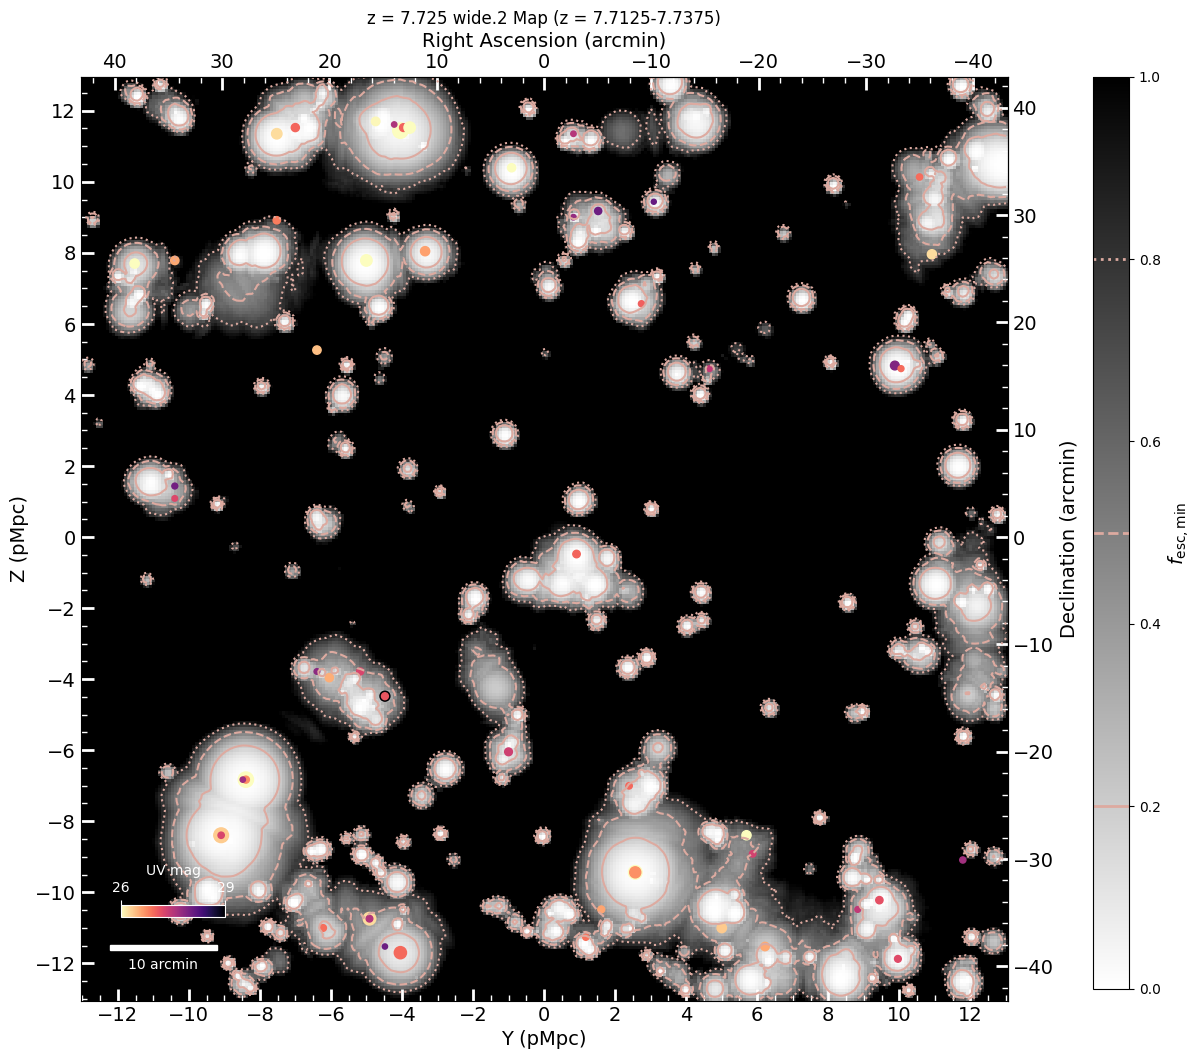 z = 7.725 wide.2 Map (z = 7.7125-7.7375)
Right Ascension (arcmin)
40 30 20 10 0 −10 −20 −30 −40
12
10
8
6
4
2
0
−2
−4
−6
−8
−10
−12
Z (pMpc)
−12 −10 −8 −6 −4 −2 0 2 4 6 8 10 12
Y (pMpc)
40
30
20
10
0
−10
−20
−30
−40
Declination (arcmin)
UV mag
26 29
10 arcmin
1.0
0.8
0.6
0.4
0.2
0.0
fesc, min